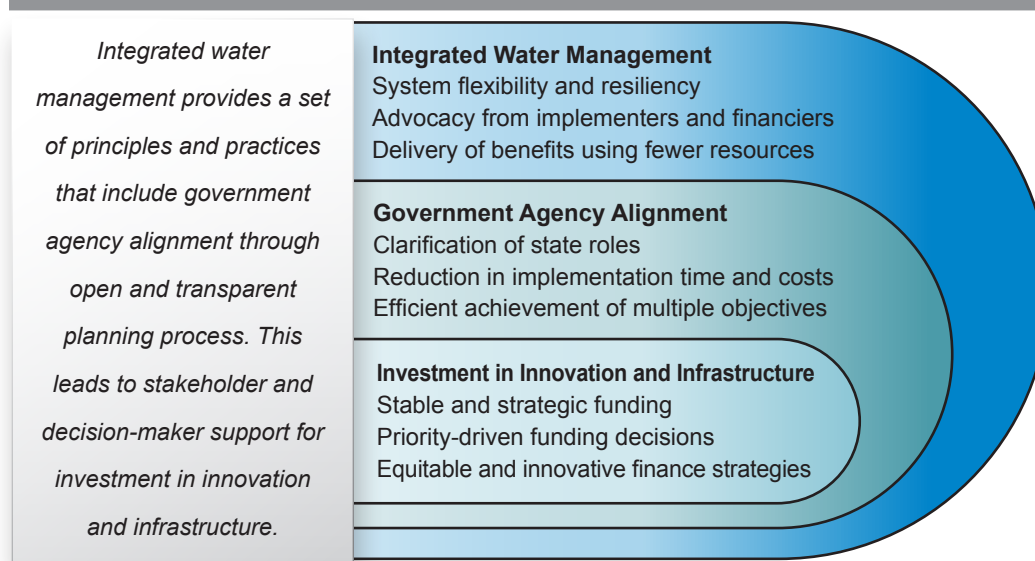 Integrated water
management provides a set
of principles and practices
that include government
agency alignment through
open and transparent
planning process. This
leads to stakeholder and
decision-maker support for
investment in innovation
and infrastructure.
Integrated Water Management
System flexibility and resiliency
Advocacy from implementers and financiers
Delivery of benefits using fewer resources
Government Agency Alignment
Clarification of state roles
Reduction in implementation time and costs
Efficient achievement of multiple objectives
Investment in Innovation and Infrastructure
Stable and strategic funding
Priority-driven funding decisions
Equitable and innovative finance strategies